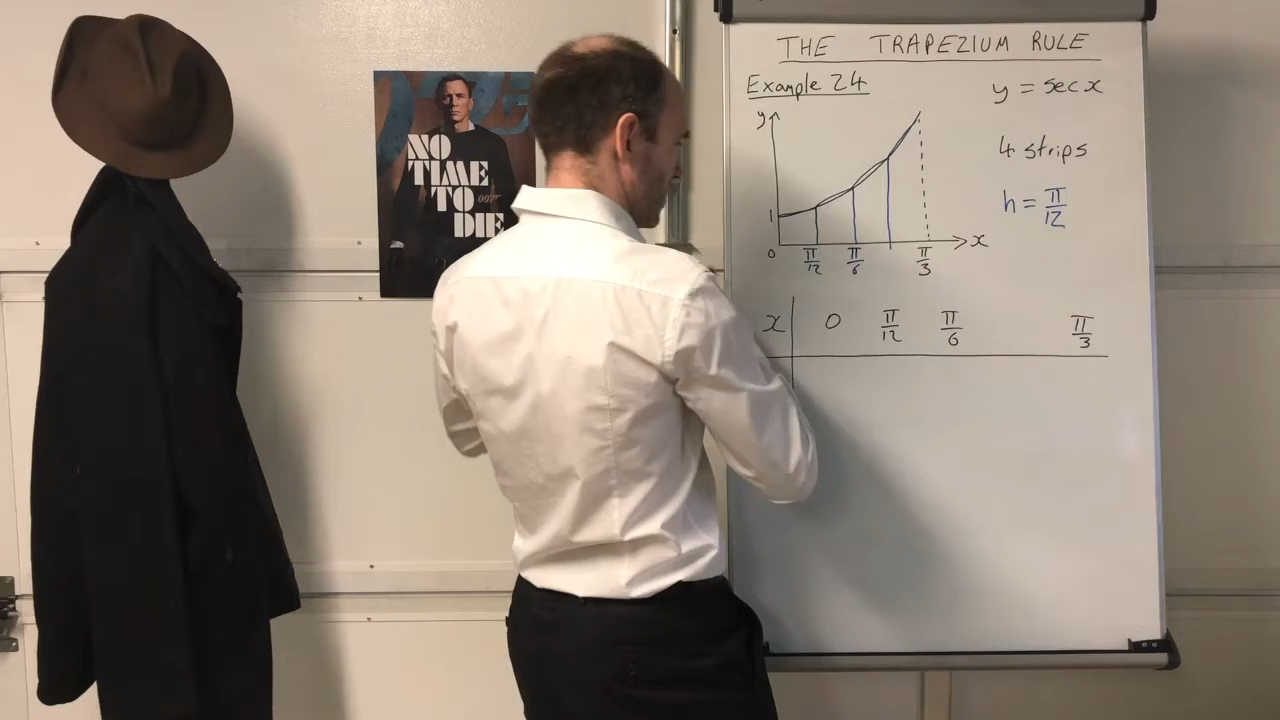 THE TRAPEZIUM RULE
Example 24
y = sec x
4 strips
h = π/12
y
1
0
π/12
π/6
π/3
x
x | 0 π/12 π/6 π/3
NO
TIME
TO
007
DIE